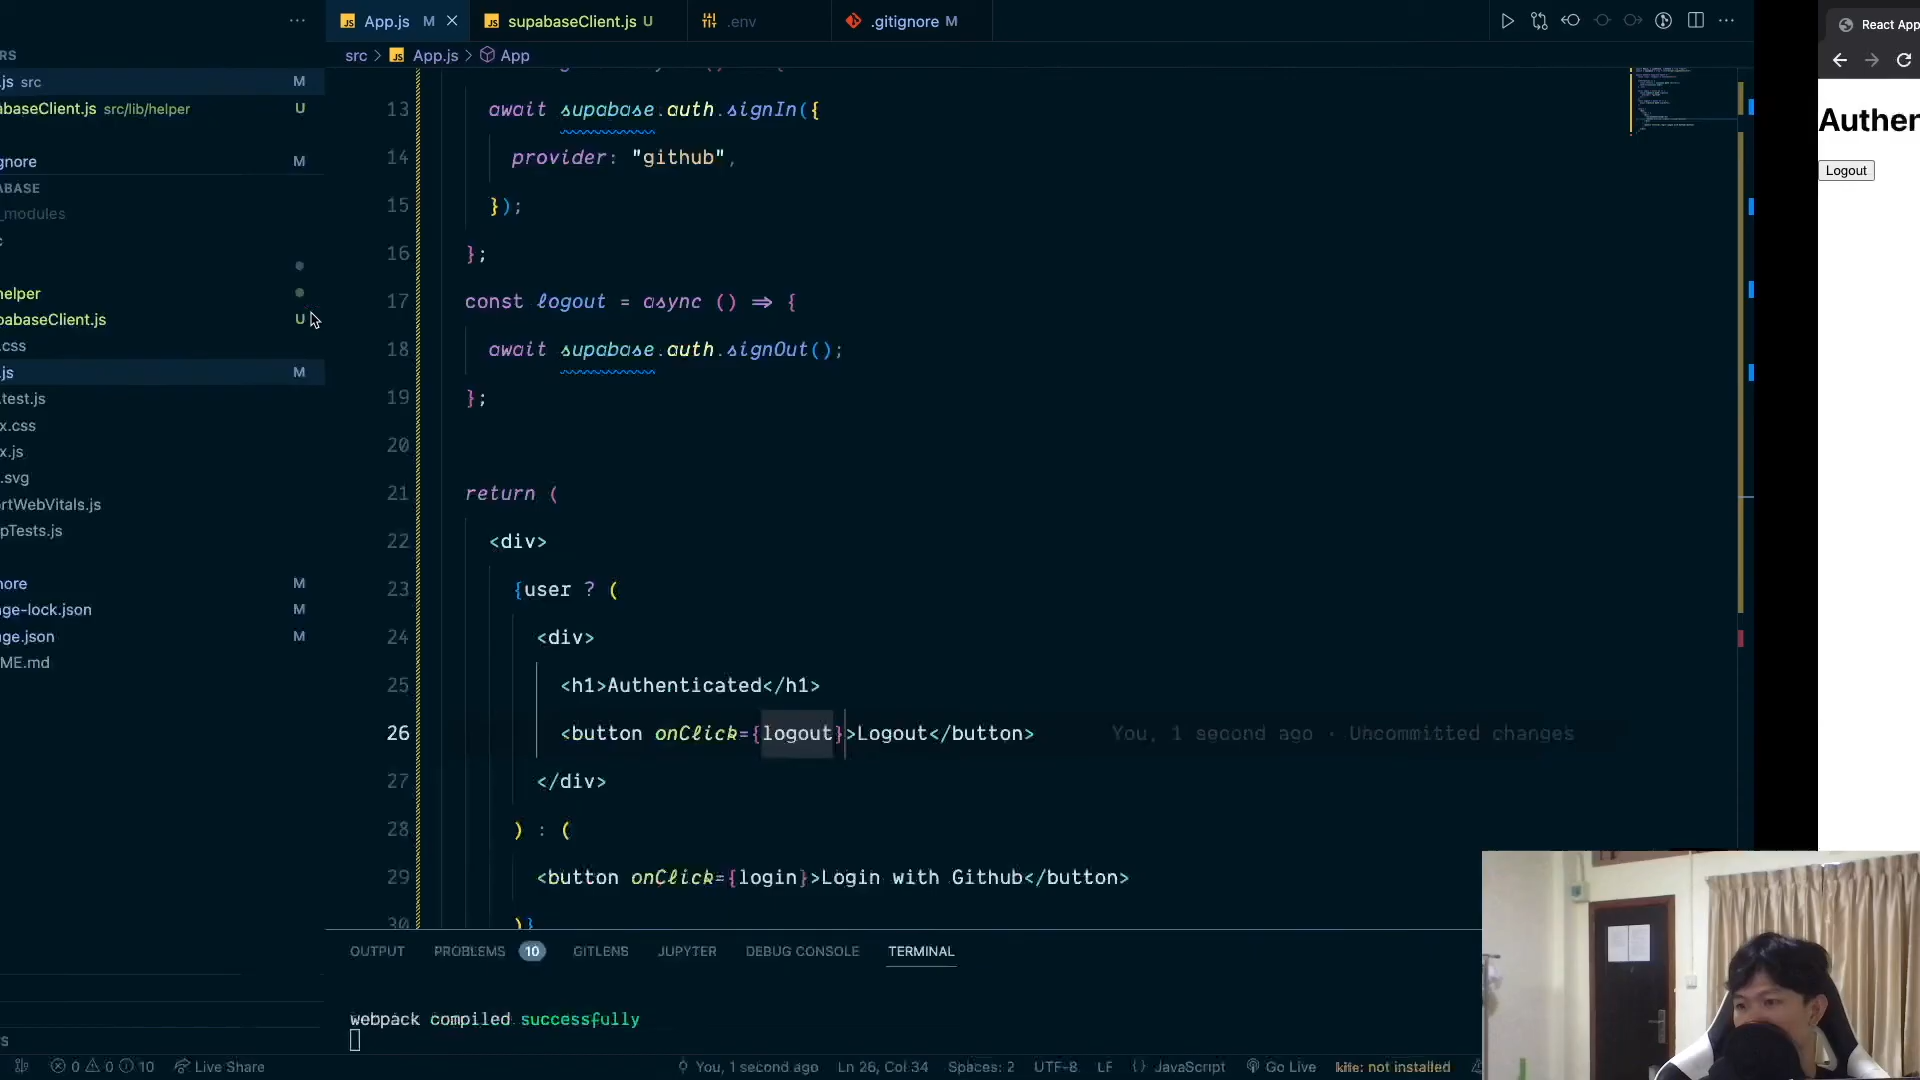 App.js M
supabaseClient.js U
.env
.gitignore M
React App
RS
src > App.js > App
.js src M
abaseClient.js src/lib/helper U
gnore M
ABASE
_modules
c
helper
pabaseClient.js U
.css
.js M
.test.js
x.css
x.js
.svg
rtWebVitals.js
pTests.js
nore M
ge-lock.json M
ge.json M
ME.md
S
13 await supabase.auth.signIn({
14 provider: "github",
15 });
16 };
17 const logout = async () => {
18 await supabase.auth.signOut();
19 };
20
21 return (
22 <div>
23 {user ? (
24 <div>
25 <h1>Authenticated</h1>
26 <button onClick={logout}>Logout</button> You, 1 second ago · Uncommitted changes
27 </div>
28 ) : (
29 <button onClick={login}>Login with Github</button>
30 )}
Authen
Logout
OUTPUT PROBLEMS 10 GITLENS JUPYTER DEBUG CONSOLE TERMINAL
webpack compiled successfully
0 0 10 Live Share You, 1 second ago Ln 26, Col 34 Spaces: 2 UTF-8 LF {} JavaScript Go Live kite: not installed